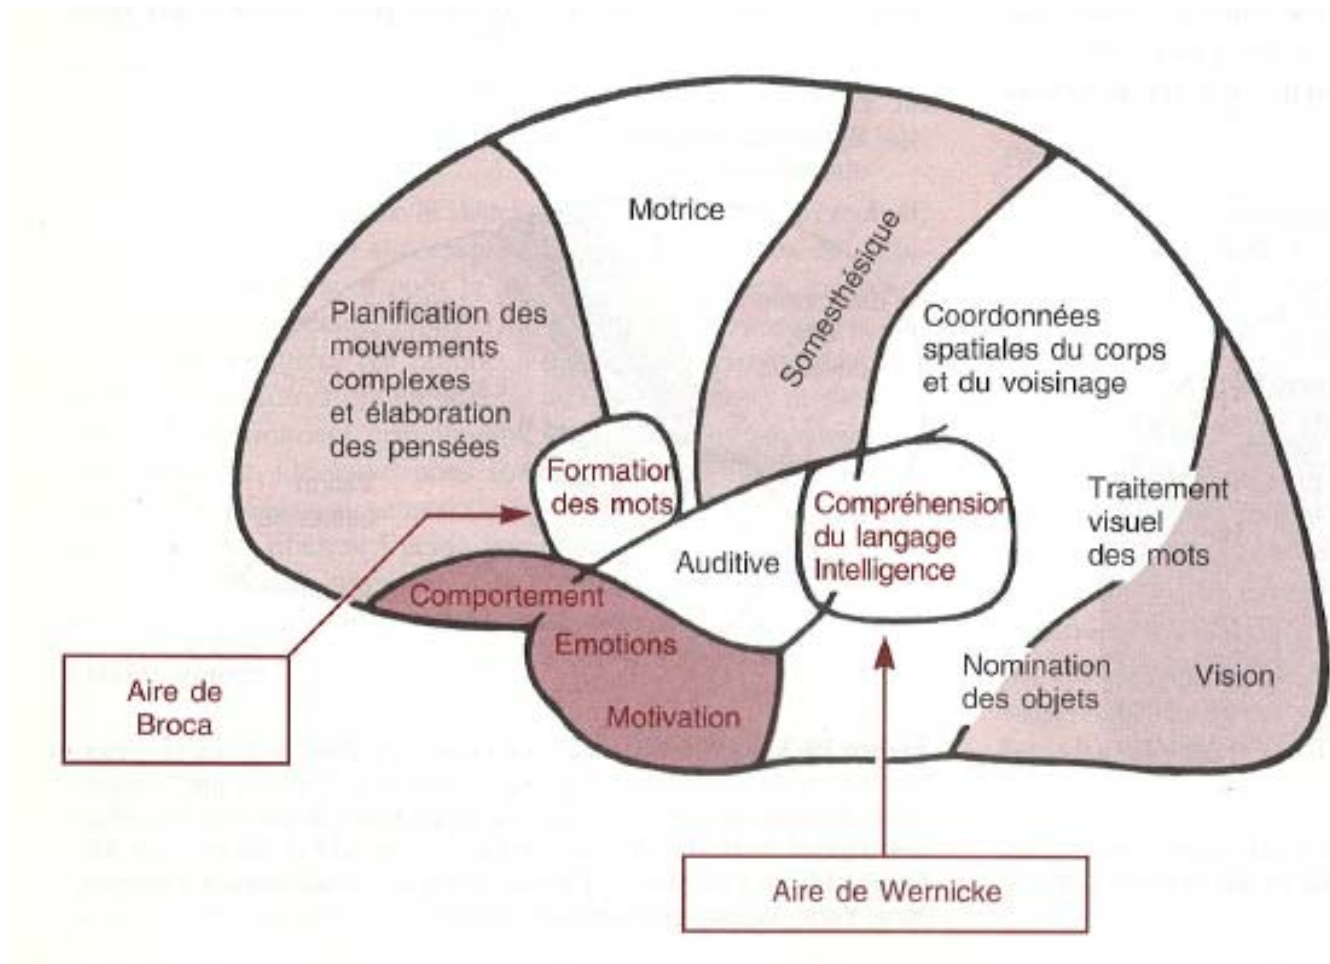 Motrice
Somesthésique
Planification des
mouvements
complexes
et élaboration
des pensées
Coordonnées
spatiales du corps
et du voisinage
Formation
des mots
Compréhension
du langage
Intelligence
Auditive
Traitement
visuel
des mots
Comportement
Emotions
Motivation
Nomination
des objets
Vision
Aire de
Broca
Aire de Wernicke